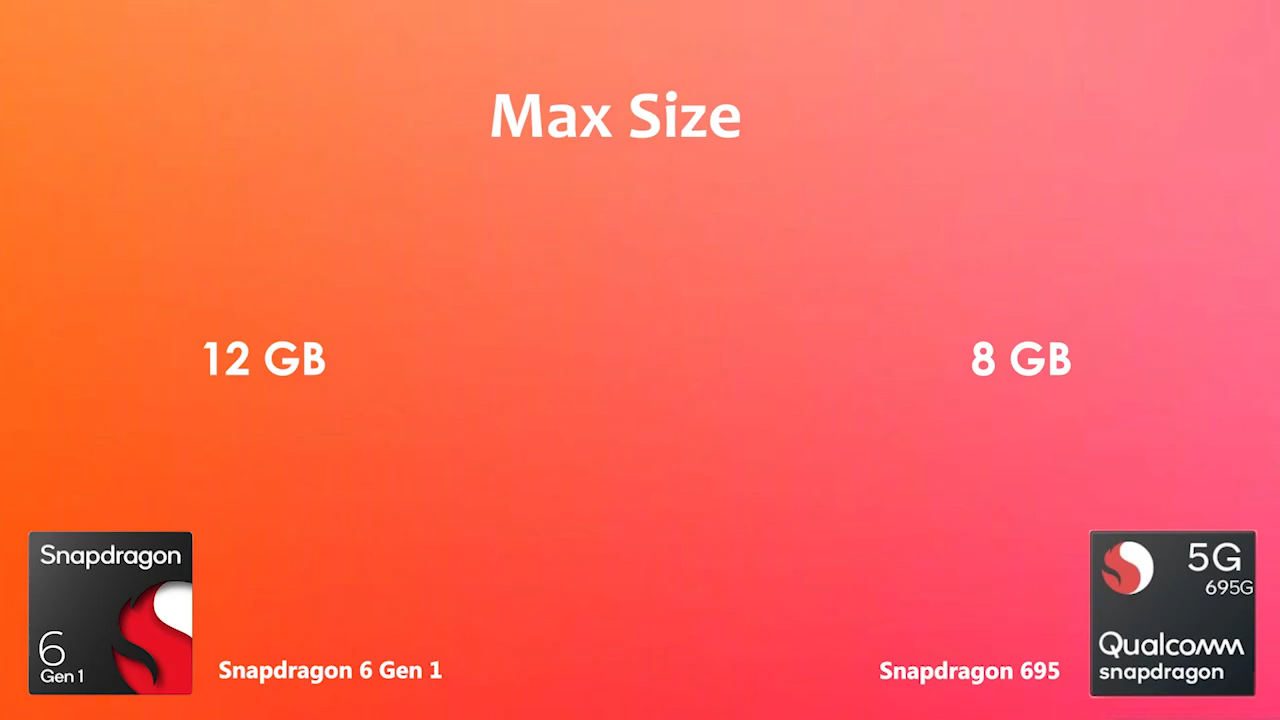 Max Size
12 GB
8 GB
Snapdragon
6
Gen 1
Snapdragon 6 Gen 1
Snapdragon 695
5G
695G
Qualcomm
snapdragon